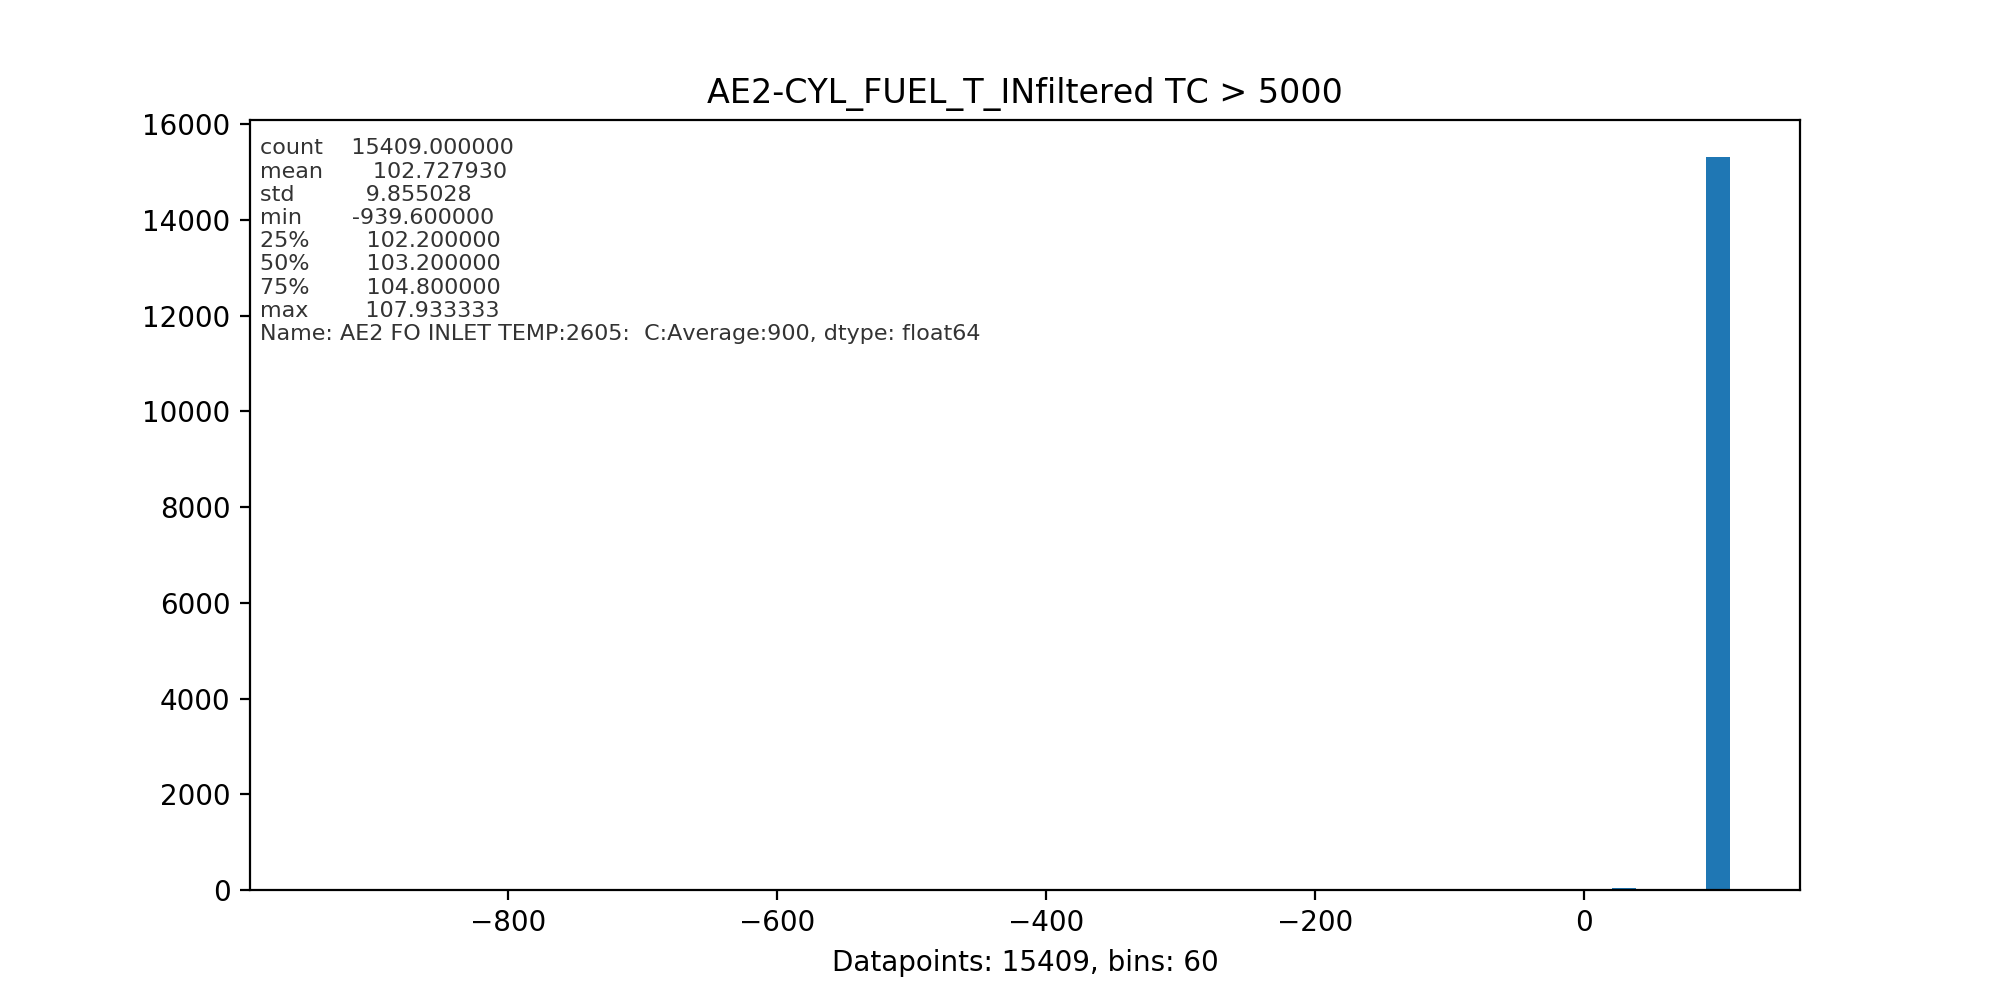 AE2-CYL_FUEL_T_INfiltered TC > 5000
16000
14000
12000
10000
8000
6000
4000
2000
0
count 15409.000000
mean 102.727930
std 9.855028
min -939.600000
25% 102.200000
50% 103.200000
75% 104.800000
max 107.933333
Name: AE2 FO INLET TEMP:2605:  C:Average:900, dtype: float64
−800 −600 −400 −200 0
Datapoints: 15409, bins: 60